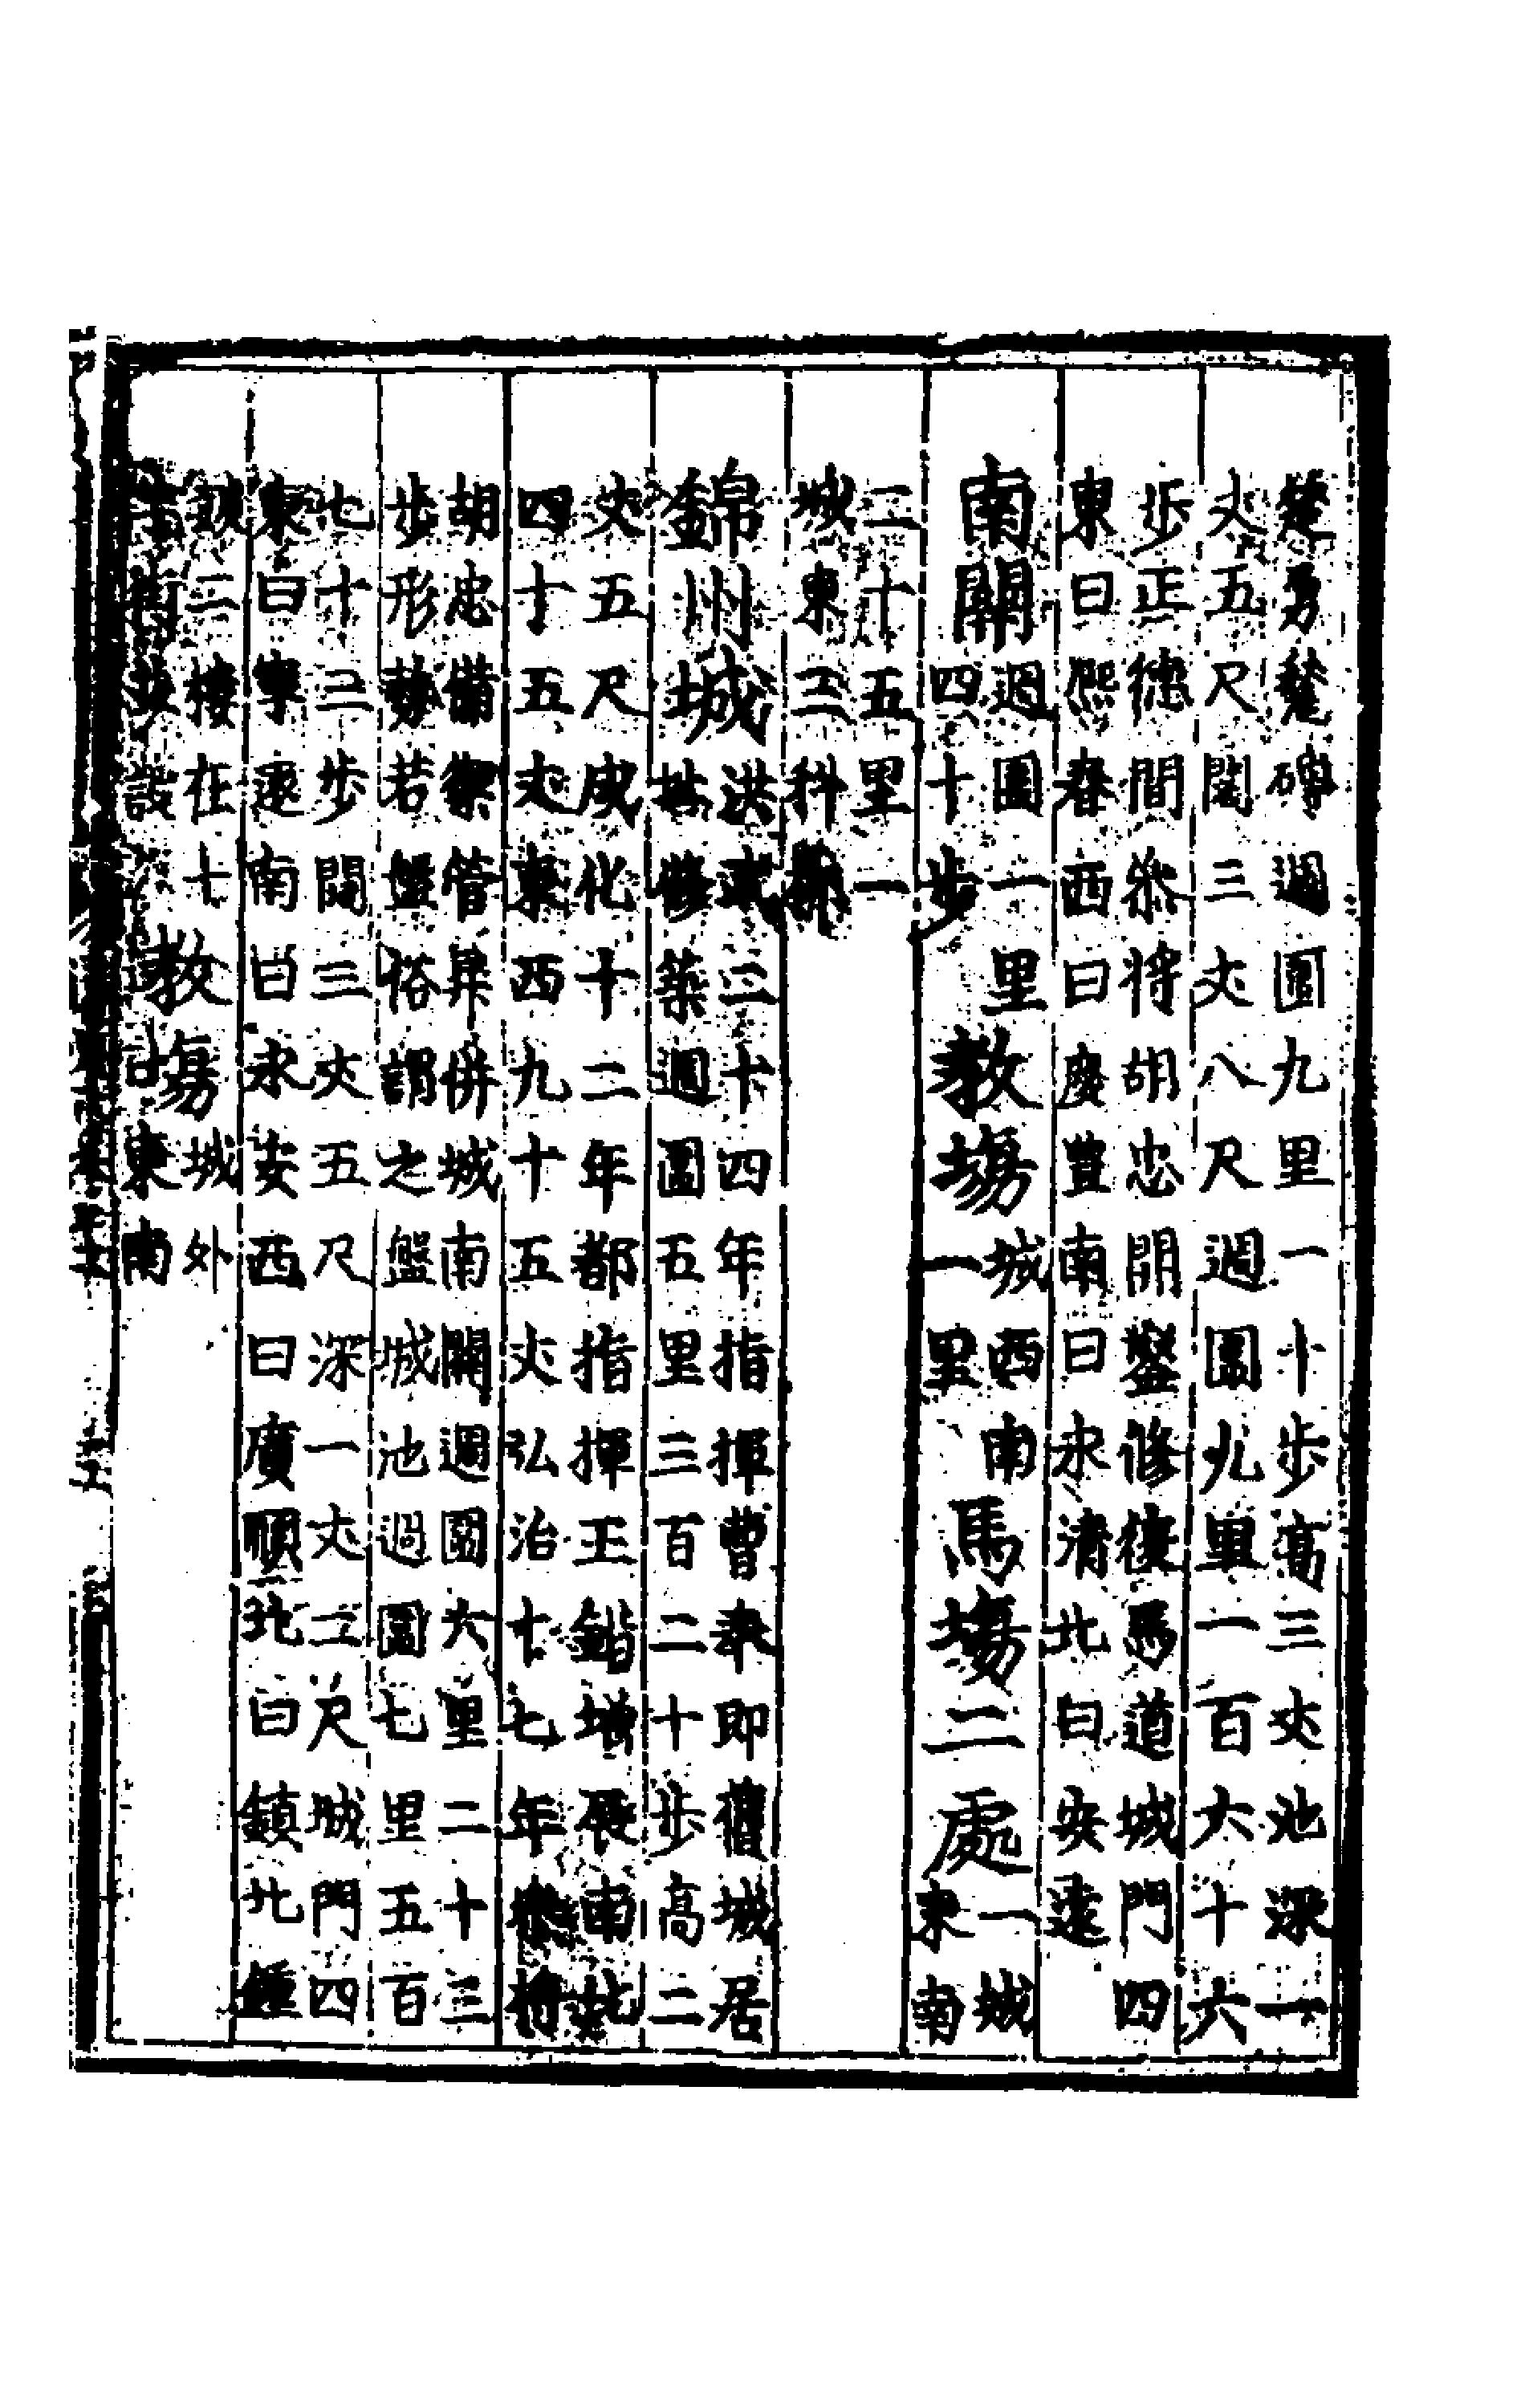 楚勇甃磚週圍九里一十步高三丈池深一
丈五尺闊三丈八尺週圍九里一百六十六
步正德間叅將胡忠開鑿修復馬道城門四
東曰熙春西曰慶豐南曰永清北曰安遠
南關週圍一里四十步教場城西南一里馬場二處一城東南
二十五里一
城東三科
錦州城洪武二十四年指揮曹奉即舊城居
址修築週圍五里三百二十步高二
丈五尺成化十二年都指揮王鍇增展南北
四十五丈東西九十五丈弘治十七年叅將
胡忠備禦管昇併城南關週圍六里二十三
步形勢若盤俗謂之盤城池週圍七里五百
七十二步闊三丈五尺深一丈二尺城門四
東曰寧遠南曰永安西曰廣順北曰鎮北鐘
鼓二樓在十
字街並設教場城外東南